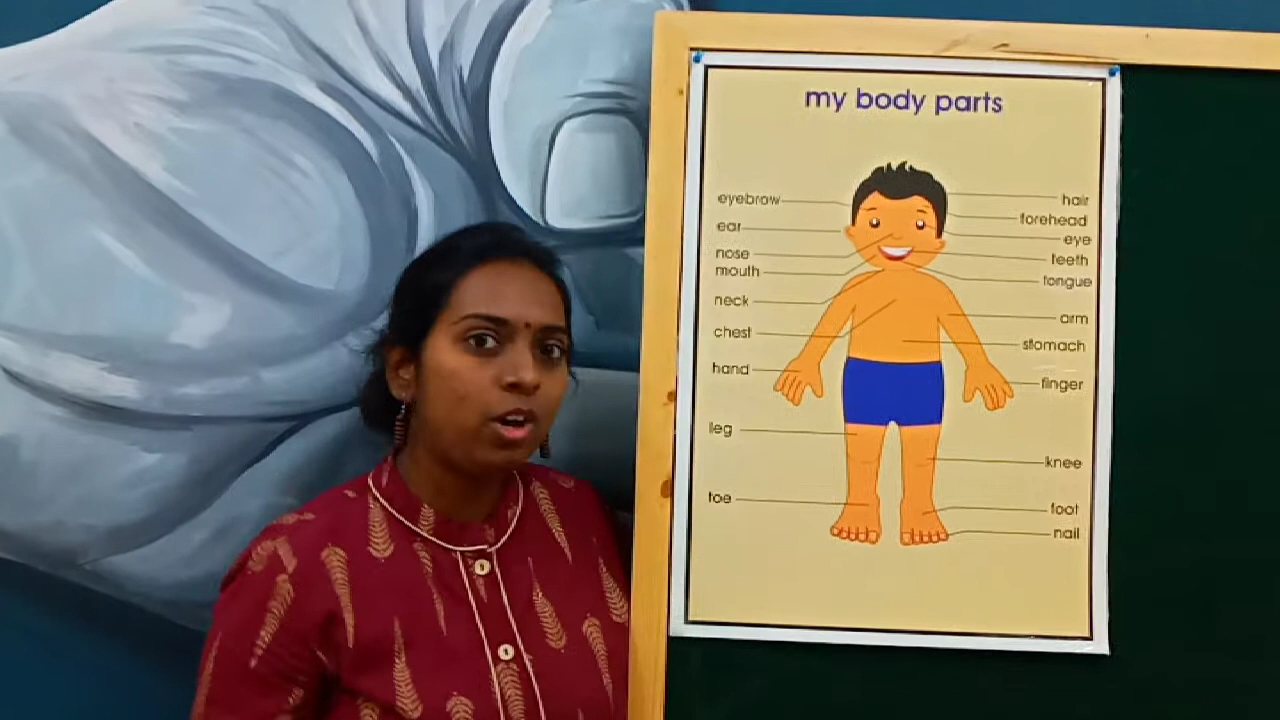 my body parts
eyebrow
ear
nose
mouth
neck
chest
hand
leg
toe
hair
forehead
eye
teeth
tongue
arm
stomach
finger
knee
foot
nail